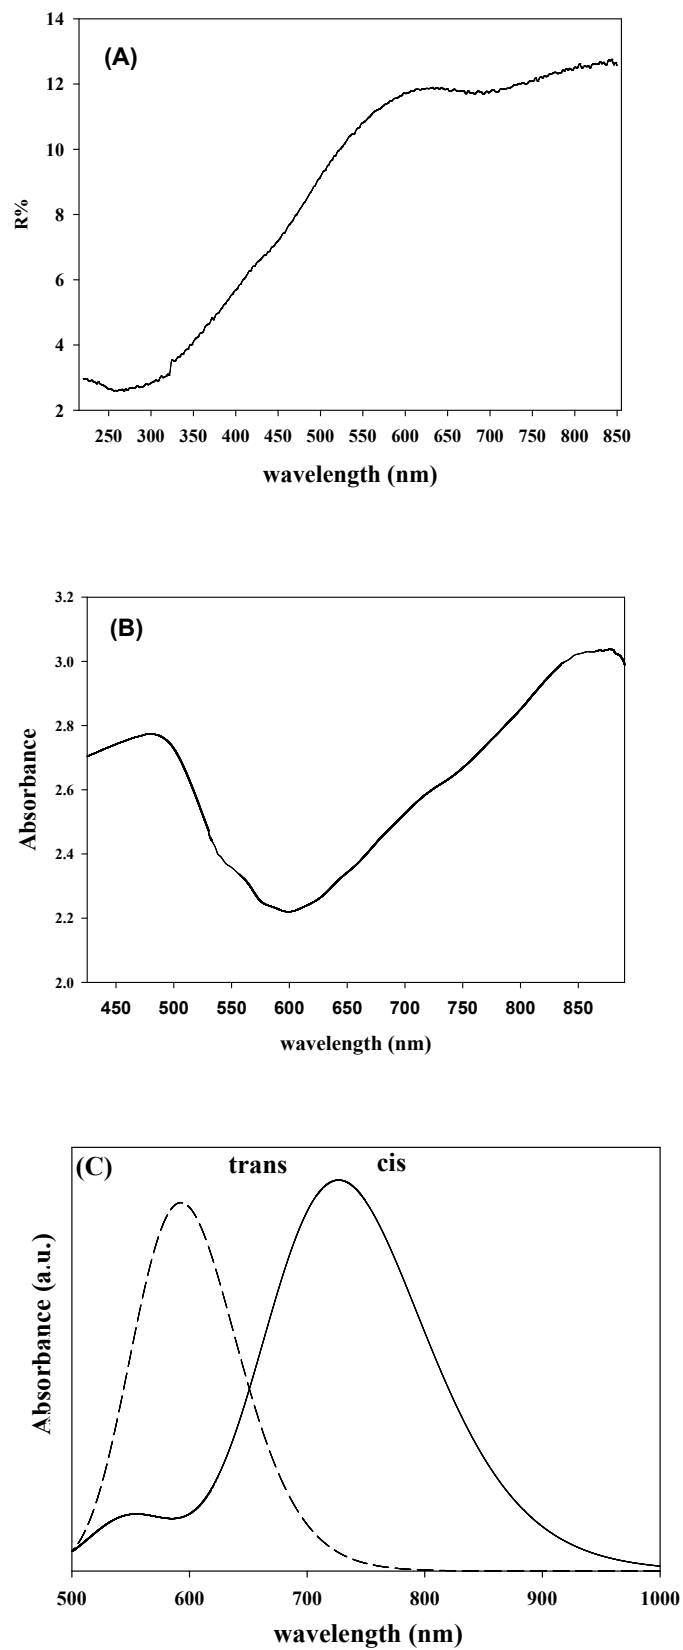 (A)
14
12
10
8
6
4
2
R%
250 300 350 400 450 500 550 600 650 700 750 800 850
wavelength (nm)
(B)
3.2
3.0
2.8
2.6
2.4
2.2
2.0
Absorbance
450 500 550 600 650 700 750 800 850
wavelength (nm)
(C)
trans cis
Absorbance (a.u.)
500 600 700 800 900 1000
wavelength (nm)